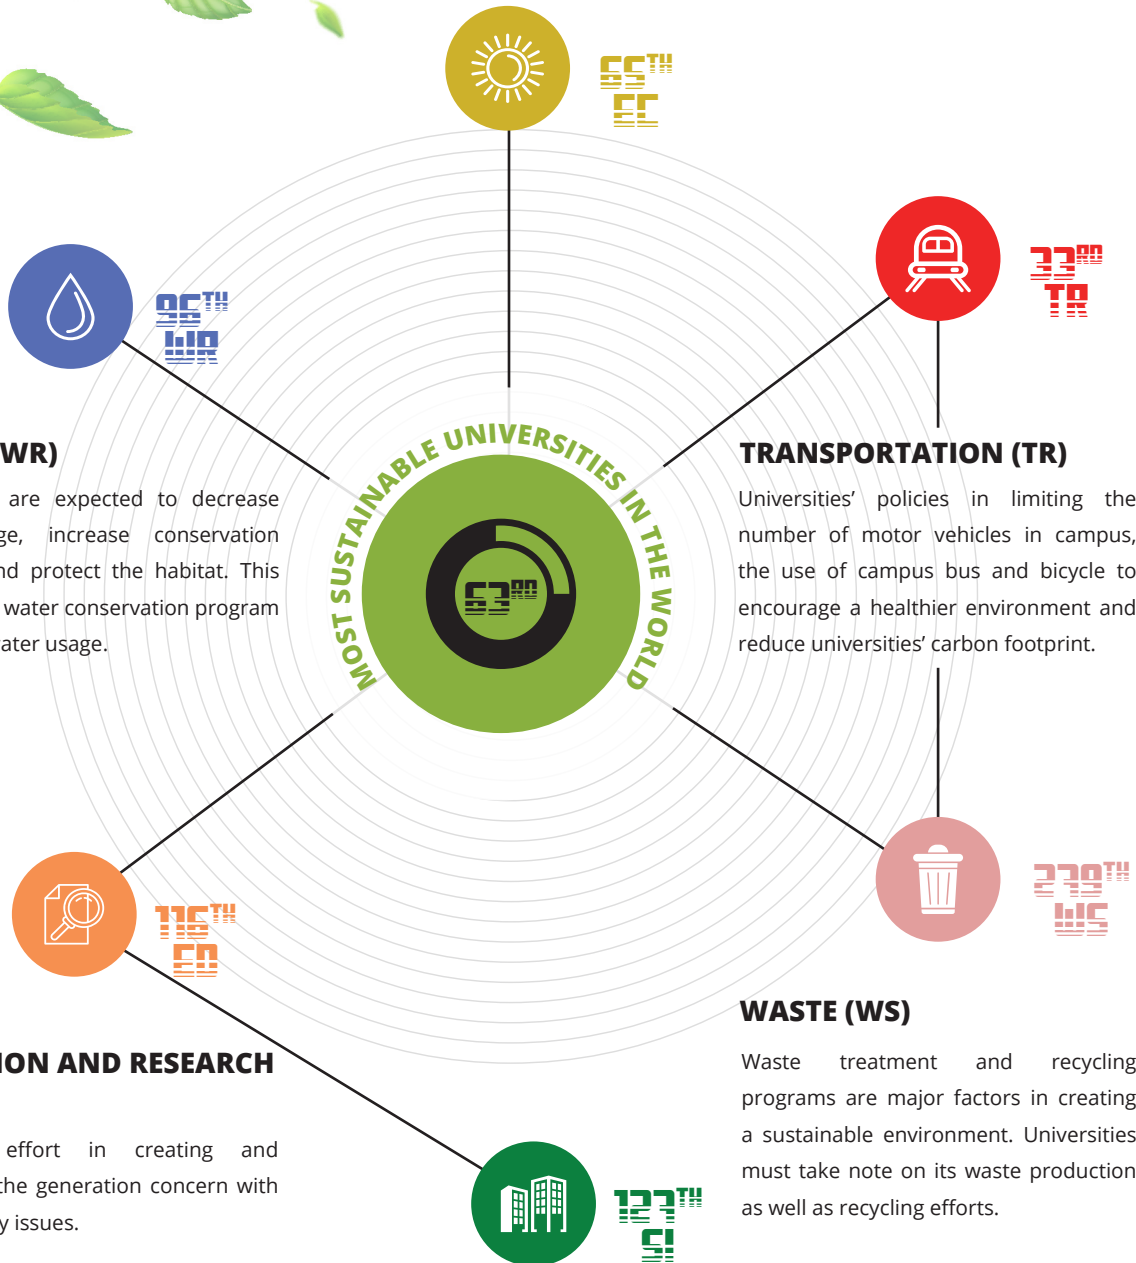 65TH
EC
33RD
TR
96TH
WR
MOST SUSTAINABLE UNIVERSITIES IN THE WORLD
63RD
WR)
are expected to decrease
ge, increase conservation
nd protect the habitat. This
water conservation program
ater usage.
TRANSPORTATION (TR)
Universities’ policies in limiting the
number of motor vehicles in campus,
the use of campus bus and bicycle to
encourage a healthier environment and
reduce universities’ carbon footprint.
116TH
ED
239TH
WS
ION AND RESEARCH
effort in creating and
the generation concern with
y issues.
WASTE (WS)
Waste treatment and recycling
programs are major factors in creating
a sustainable environment. Universities
must take note on its waste production
as well as recycling efforts.
127TH
SI